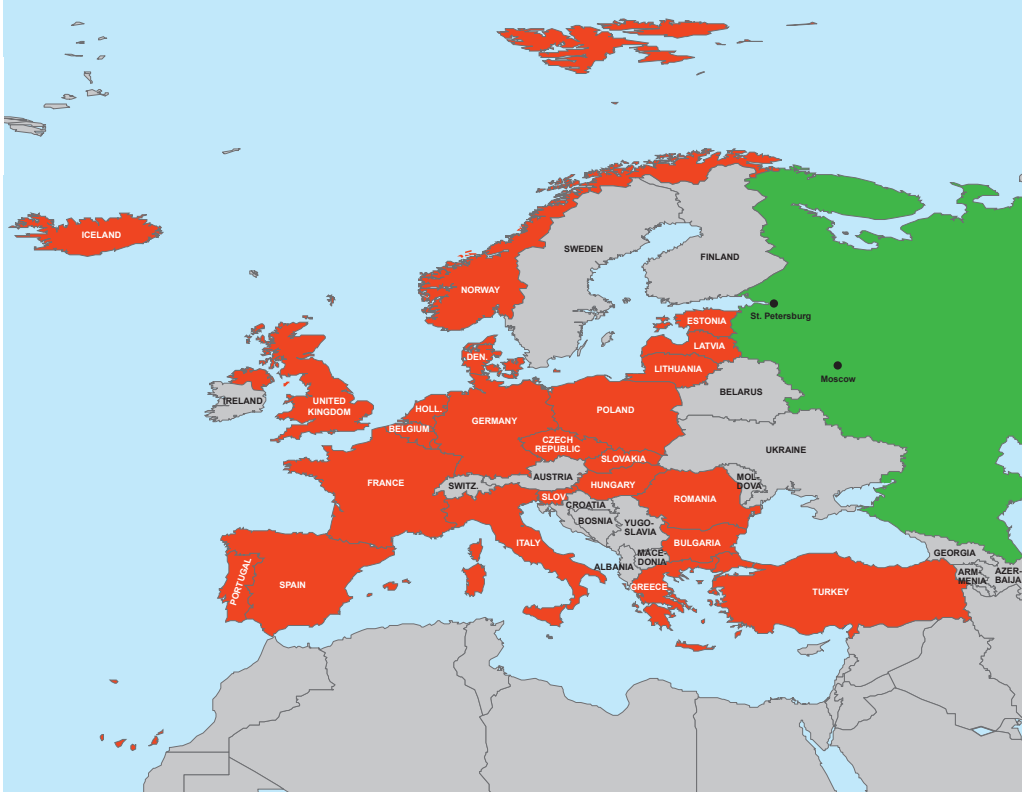 ICELAND
SWEDEN
FINLAND
NORWAY
St. Petersburg
ESTONIA
LATVIA
DEN.
LITHUANIA
Moscow
BELARUS
IRELAND
UNITED
KINGDOM
HOLL.
BELGIUM
GERMANY
POLAND
CZECH
REPUBLIC
UKRAINE
SLOVAKIA
FRANCE
SWITZ.
AUSTRIA
HUNGARY
MOL-
DOVA
SLOV.
CROATIA
ROMANIA
BOSNIA
YUGO-
SLAVIA
ITALY
BULGARIA
MACE-
DONIA
ALBANIA
GEORGIA
ARM-
MENIA
AZER-
BAIJA
PORTUGAL
SPAIN
GREECE
TURKEY